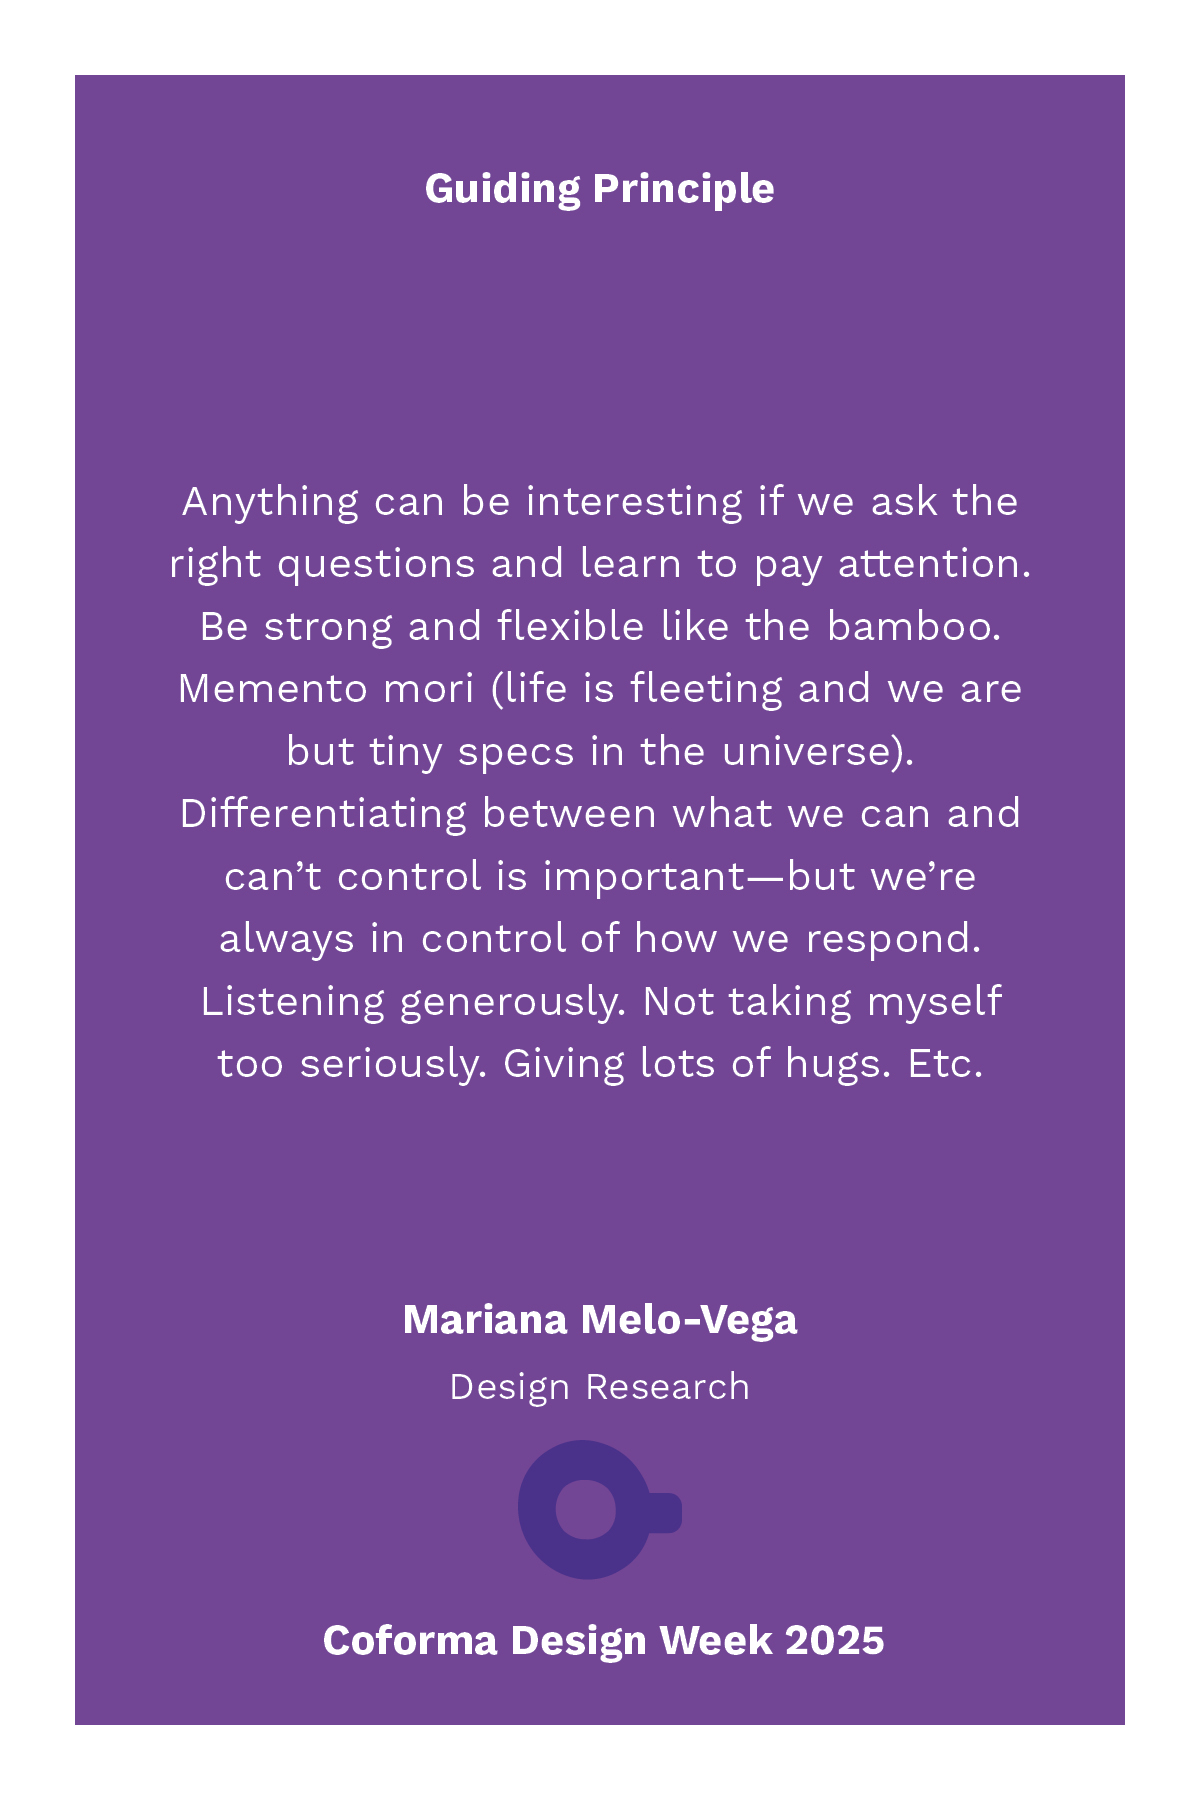 Guiding Principle
Anything can be interesting if we ask the
right questions and learn to pay attention.
Be strong and flexible like the bamboo.
Memento mori (life is fleeting and we are
but tiny specs in the universe).
Differentiating between what we can and
can’t control is important—but we’re
always in control of how we respond.
Listening generously. Not taking myself
too seriously. Giving lots of hugs. Etc.
Mariana Melo-Vega
Design Research
Coforma Design Week 2025